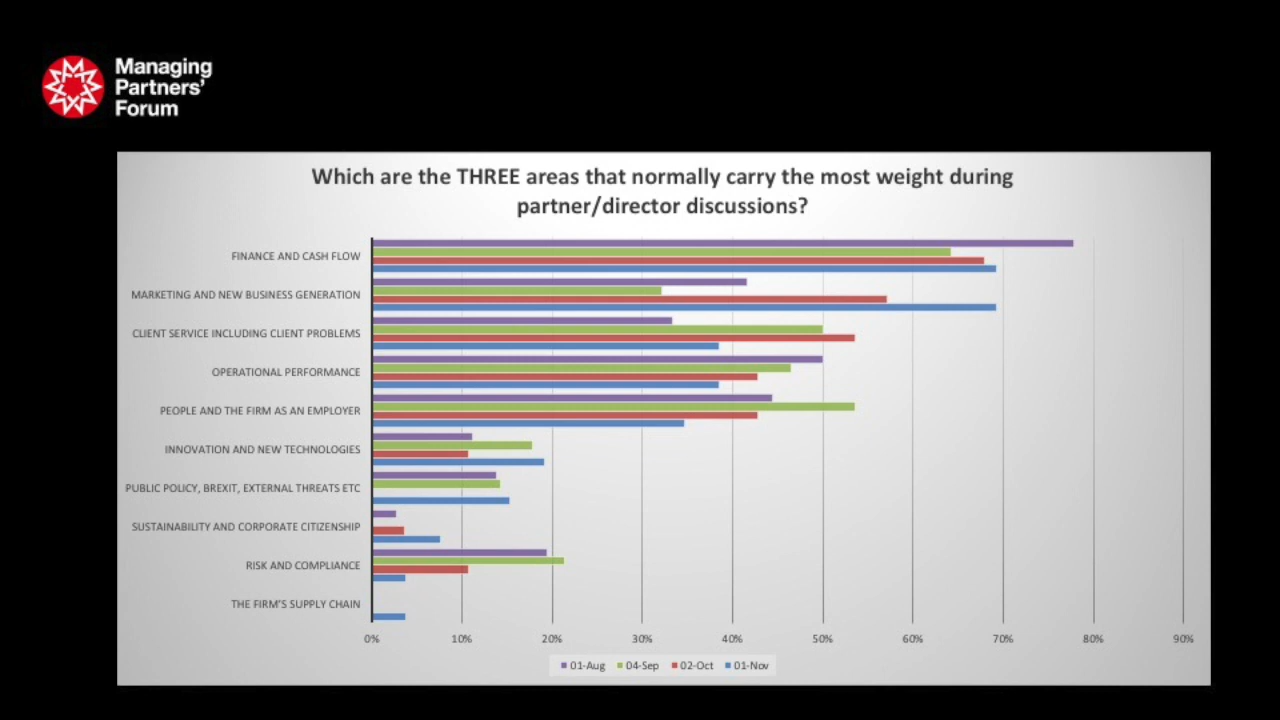 Managing
Partners'
Forum
Which are the THREE areas that normally carry the most weight during
partner/director discussions?
FINANCE AND CASH FLOW
MARKETING AND NEW BUSINESS GENERATION
CLIENT SERVICE INCLUDING CLIENT PROBLEMS
OPERATIONAL PERFORMANCE
PEOPLE AND THE FIRM AS AN EMPLOYER
INNOVATION AND NEW TECHNOLOGIES
PUBLIC POLICY, BREXIT, EXTERNAL THREATS ETC
SUSTAINABILITY AND CORPORATE CITIZENSHIP
RISK AND COMPLIANCE
THE FIRM'S SUPPLY CHAIN
0% 10% 20% 30% 40% 50% 60% 70% 80% 90%
01-Aug 04-Sep 02-Oct 01-Nov